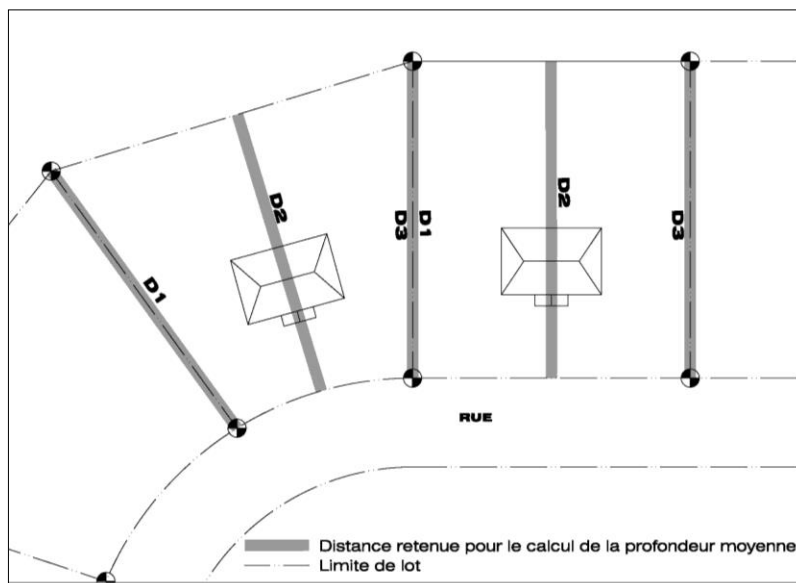 D2
D1
D3
D1
D2
D3
RUE
Distance retenue pour le calcul de la profondeur moyenne
Limite de lot